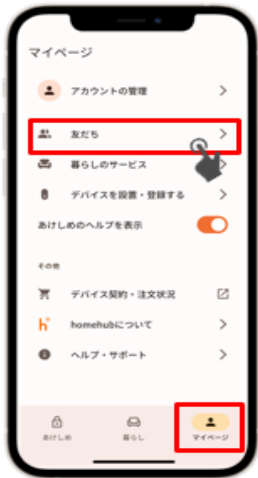 マイページ
アカウントの管理
友だち
暮らしのサービス
デバイスを設置・登録する
あけしめのヘルプを表示
その他
デバイス契約・注文状況
h homehubについて
ヘルプ・サポート
あけしめ 暮らし マイページ